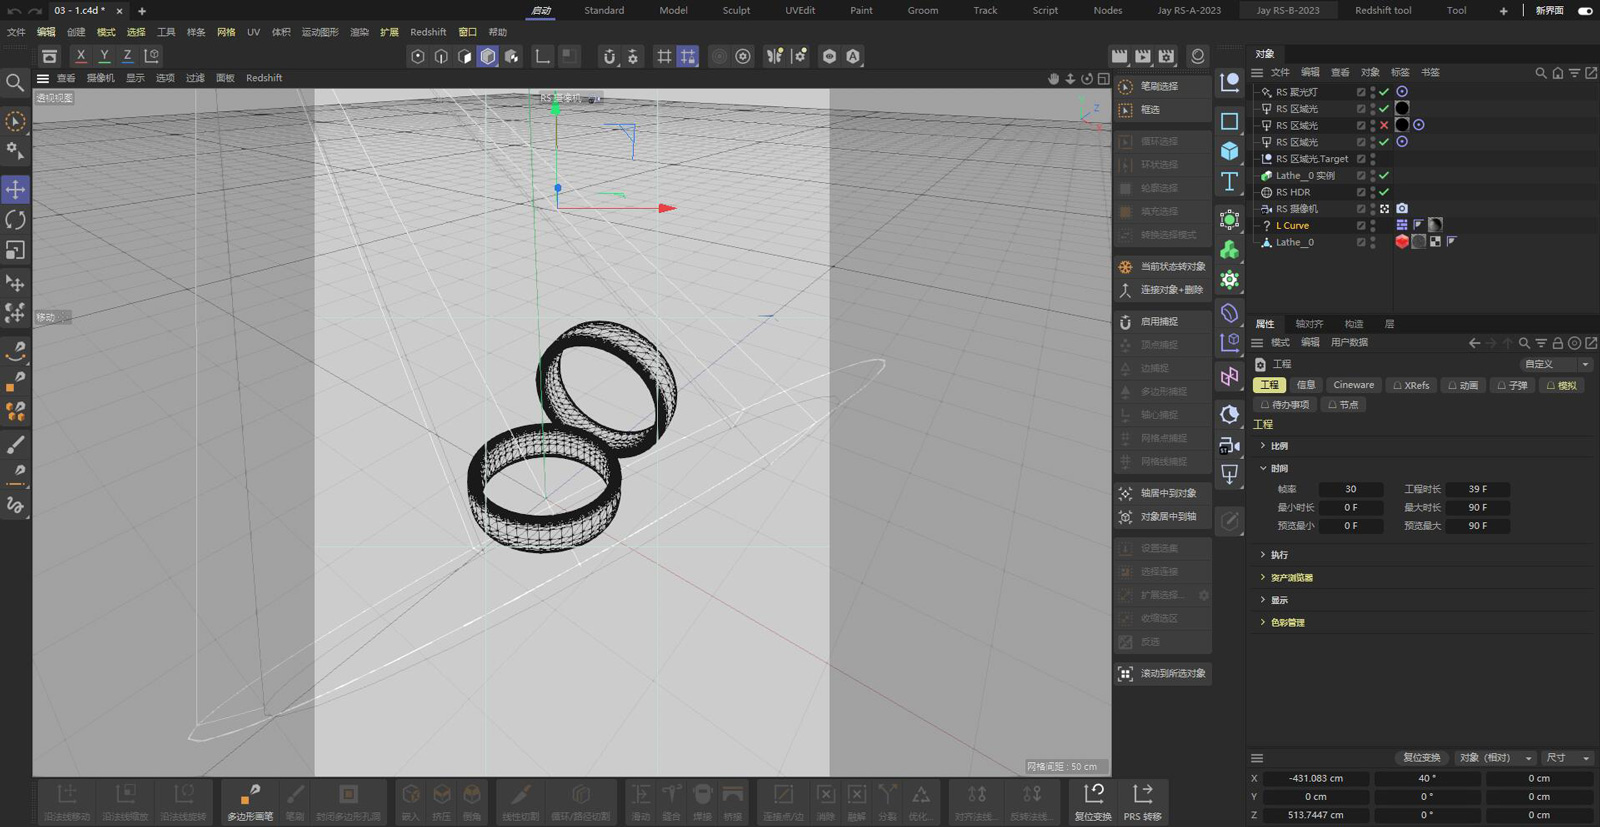 03 - 1.c4d *
启动 Standard Model Sculpt UVEdit Paint Groom Track Script Nodes Jay RS-A-2023 Jay RS-B-2023 Redshift tool Tool 新界面
文件 编辑 创建 模式 选择 工具 样条 网格 UV 体积 运动图形 渲染 扩展 Redshift 窗口 帮助
X Y Z
查看 摄像机 显示 选项 过滤 面板 Redshift
透视视图
RS 摄像机
Z
移动
网格间距 : 50 cm
笔刷选择
框选
循环选择
环状选择
轮廓选择
填充选择
转换选择模式
当前状态转对象
连接对象+删除
启用捕捉
顶点捕捉
边捕捉
多边形捕捉
轴心捕捉
网格点捕捉
网格线捕捉
轴居中到对象
对象居中到轴
设置选集
选择连接
扩展选择...
收缩选区
反选
滚动到所选对象
对象
文件 编辑 查看 对象 标签 书签
RS 聚光灯
RS 区域光
RS 区域光
RS 区域光
RS 区域光.Target
Lathe__0 实例
RS HDR
RS 摄像机
L Curve
Lathe__0
属性 轴对齐 构造 层
模式 编辑 用户数据
工程 自定义
工程 信息 Cineware XRefs 动画 子弹 模拟
待办事项 节点
工程
比例
时间
帧率 30 工程时长 39 F
最小时长 0 F 最大时长 90 F
预览最小 0 F 预览最大 90 F
执行
资产浏览器
显示
色彩管理
复位变换 对象 (相对) 尺寸
X -431.083 cm 40 ° 0 cm
Y 0 cm 0 ° 0 cm
Z 513.7447 cm 0 ° 0 cm
沿法线移动 沿法线缩放 沿法线旋转 多边形画笔 笔刷 封闭多边形孔洞 嵌入 挤压 倒角 线性切割 循环/路径切割 滑动 缝合 焊接 桥接 连接点/边 消除 融解 分裂 优化... 对齐法线... 反转法线... 复位变换 PRS 转移